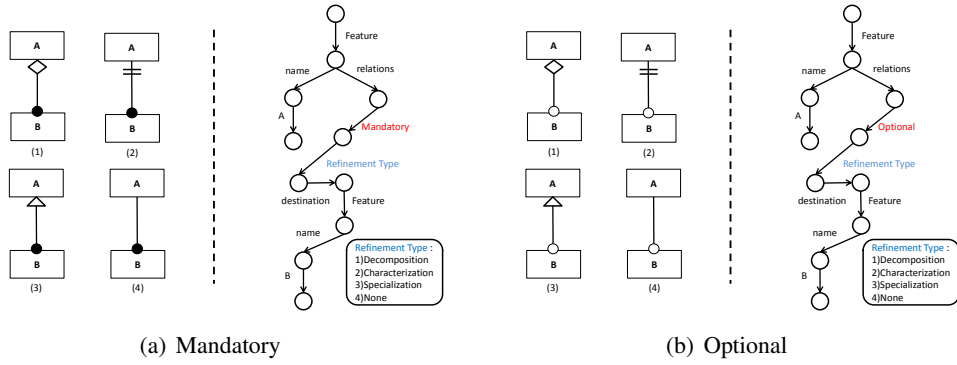 A
A
B
B
(1)
(2)
A
A
B
B
(3)
(4)
Feature
name
relations
A
Mandatory
Refinement Type
destination
Feature
name
B
Refinement Type :
1)Decomposition
2)Characterization
3)Specialization
4)None
(a) Mandatory
A
A
B
B
(1)
(2)
A
A
B
B
(3)
(4)
Feature
name
relations
A
Optional
Refinement Type
destination
Feature
name
B
Refinement Type :
1)Decomposition
2)Characterization
3)Specialization
4)None
(b) Optional